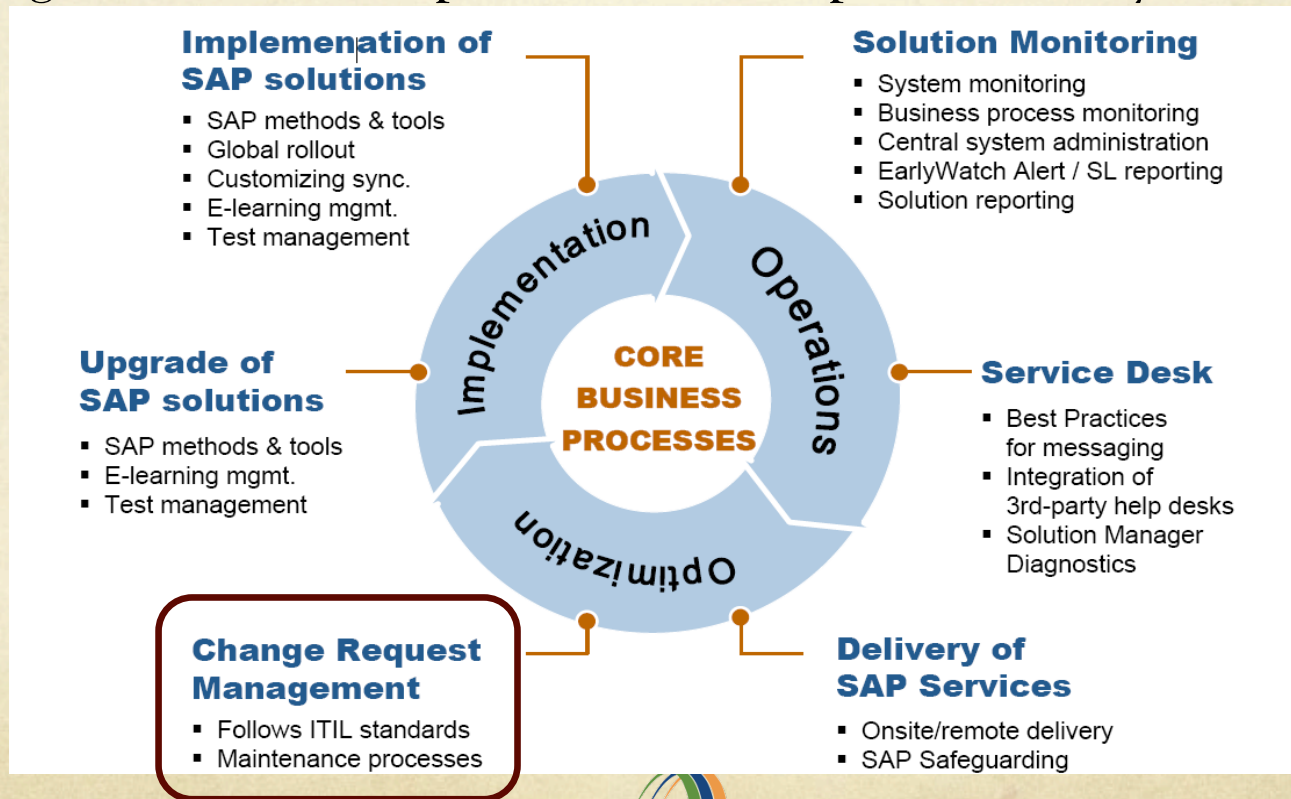 Implemenation of
SAP solutions
▪ SAP methods & tools
▪ Global rollout
▪ Customizing sync.
▪ E-learning mgmt.
▪ Test management
Solution Monitoring
▪ System monitoring
▪ Business process monitoring
▪ Central system administration
▪ EarlyWatch Alert / SL reporting
▪ Solution reporting
Implementation
Operations
Optimization
CORE
BUSINESS
PROCESSES
Upgrade of
SAP solutions
▪ SAP methods & tools
▪ E-learning mgmt.
▪ Test management
Service Desk
▪ Best Practices
for messaging
▪ Integration of
3rd-party help desks
▪ Solution Manager
Diagnostics
Change Request
Management
▪ Follows ITIL standards
▪ Maintenance processes
Delivery of
SAP Services
▪ Onsite/remote delivery
▪ SAP Safeguarding